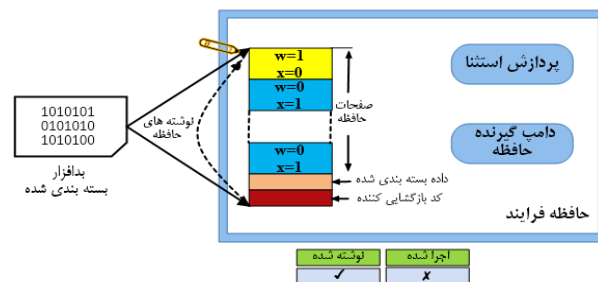 1010101
0101010
1010100
بدافزار
بسته بندی شده
نوشته های
حافظه
w=1
x=0
w=0
x=1
w=0
x=1
صفحات
حافظه
داده بسته بندی شده
کد بازگشایی کننده
پردازش استثنا
دامپ گیرنده
حافظه
حافظه فرایند
نوشته شده
اجرا شده
✓
✗